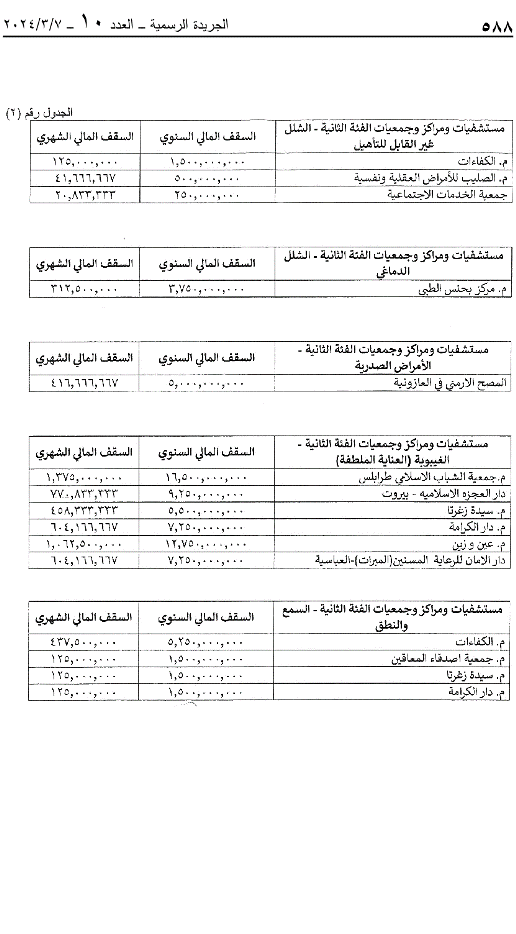 ٥٨٨
الجريدة الرسمية – العدد ١٠ – ٢٠٢٤/٣/٧
الجدول رقم (٢)
مستشفيات ومراكز وجمعيات الفئة الثانية - الشلل غير القابل للتأهيل السقف المالي السنوي السقف المالي الشهري
م. الكفاءات ١,٥٠٠,٠٠٠,٠٠٠ ١٢٥,٠٠٠,٠٠٠
م. الصليب للأمراض العقلية ونفسية ٥٠٠,٠٠٠,٠٠٠ ٤١,٦٦٦,٦٦٧
جمعية الخدمات الاجتماعية ٢٥٠,٠٠٠,٠٠٠ ٢٠,٨٣٣,٣٣٣
مستشفيات ومراكز وجمعيات الفئة الثانية - الشلل الدماغي السقف المالي السنوي السقف المالي الشهري
م. مركز بحنس الطبي ٣,٧٥٠,٠٠٠,٠٠٠ ٣١٢,٥٠٠,٠٠٠
مستشفيات ومراكز وجمعيات الفئة الثانية - الأمراض الصدرية السقف المالي السنوي السقف المالي الشهري
المصح الارمني في العازونية ٥,٠٠٠,٠٠٠,٠٠٠ ٤١٦,٦٦٦,٦٦٧
مستشفيات ومراكز وجمعيات الفئة الثانية - الغيبوبة (العناية الملطفة) السقف المالي السنوي السقف المالي الشهري
م.جمعية الشباب الاسلامي طرابلس ١٦,٥٠٠,٠٠٠,٠٠٠ ١,٣٧٥,٠٠٠,٠٠٠
دار العجزه الاسلاميه - بيروت ٩,٢٥٠,٠٠٠,٠٠٠ ٧٧٠,٨٣٣,٣٣٣
م. سيدة زغرتا ٥,٥٠٠,٠٠٠,٠٠٠ ٤٥٨,٣٣٣,٣٣٣
م. دار الكرامة ٧,٢٥٠,٠٠٠,٠٠٠ ٦٠٤,١٦٦,٦٦٧
م. عين و زين ١٢,٧٥٠,٠٠٠,٠٠٠ ١,٠٦٢,٥٠٠,٠٠٠
دار الامان للرعاية المسنين(الميرات)-العباسية ٧,٢٥٠,٠٠٠,٠٠٠ ٦٠٤,١٦٦,٦٦٧
مستشفيات ومراكز وجمعيات الفئة الثانية - السمع والنطق السقف المالي السنوي السقف المالي الشهري
م. الكفاءات ٥,٢٥٠,٠٠٠,٠٠٠ ٤٣٧,٥٠٠,٠٠٠
م. جمعية اصدقاء المعاقين ١,٥٠٠,٠٠٠,٠٠٠ ١٢٥,٠٠٠,٠٠٠
م. سيدة زغرتا ١,٥٠٠,٠٠٠,٠٠٠ ١٢٥,٠٠٠,٠٠٠
م. دار الكرامة ١,٥٠٠,٠٠٠,٠٠٠ ١٢٥,٠٠٠,٠٠٠